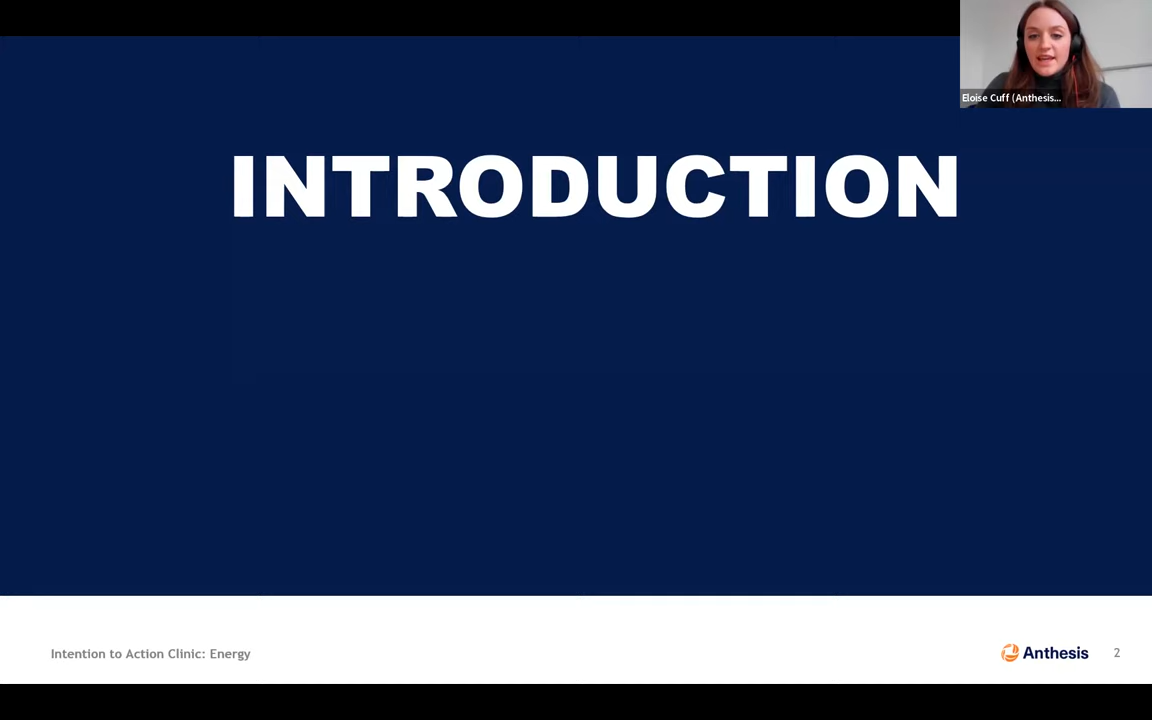 Eloise Cuff (Anthesis...
INTRODUCTION
Intention to Action Clinic: Energy
Anthesis
2